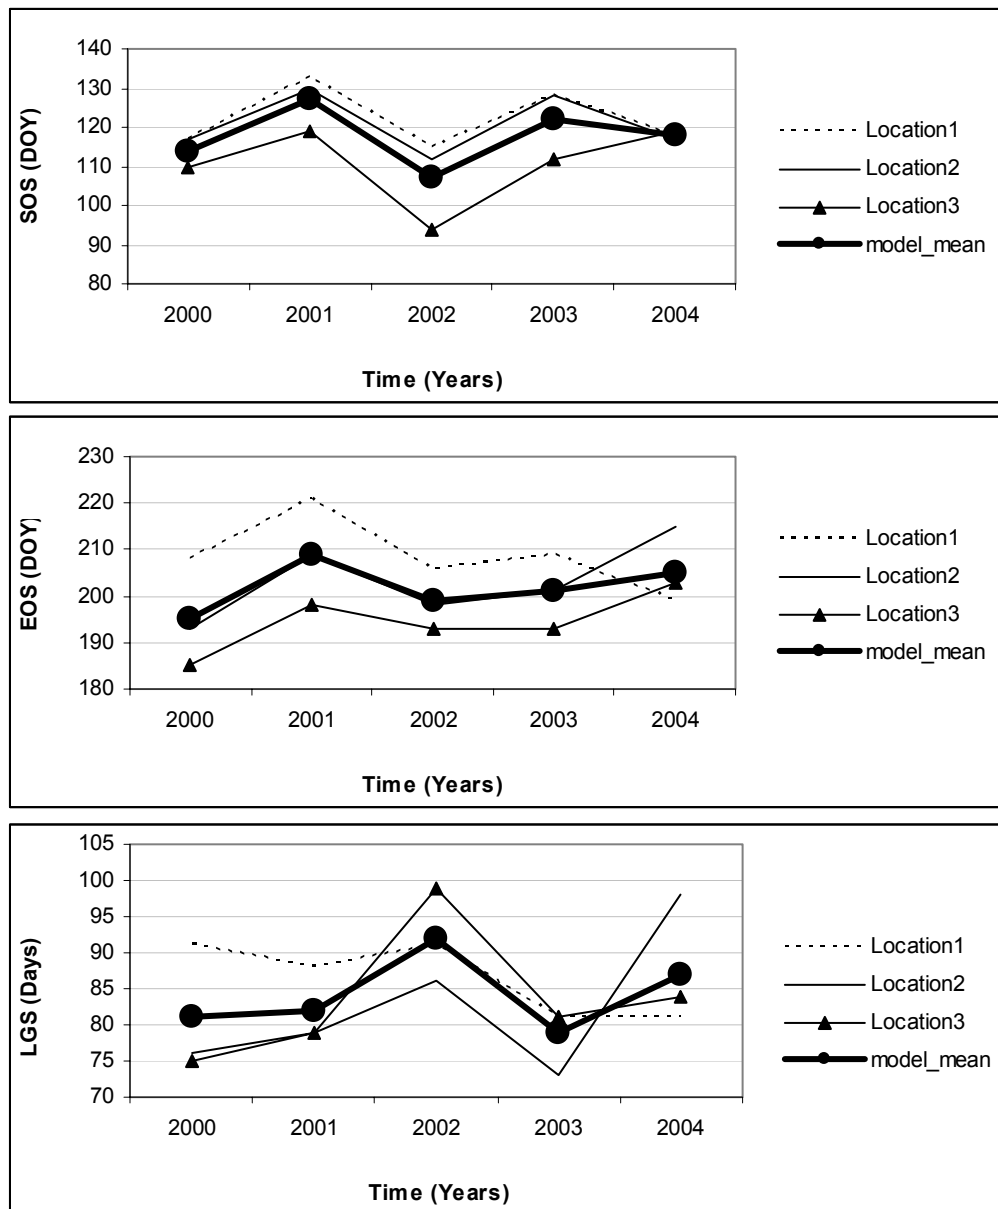 140
130
120
110
100
90
80
SOS (DOY)
2000 2001 2002 2003 2004
Time (Years)
Location1
Location2
Location3
model_mean
230
220
210
200
190
180
EOS (DOY)
2000 2001 2002 2003 2004
Time (Years)
Location1
Location2
Location3
model_mean
105
100
95
90
85
80
75
70
LGS (Days)
2000 2001 2002 2003 2004
Time (Years)
Location1
Location2
Location3
model_mean